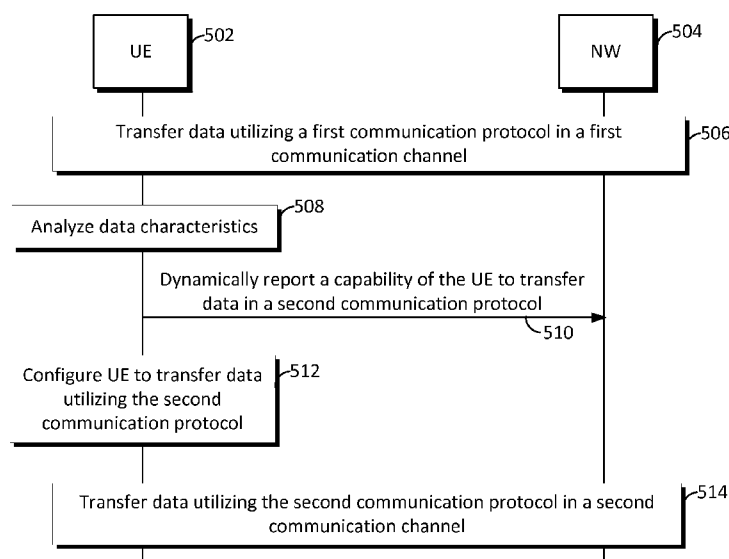 UE
502
NW
504
Transfer data utilizing a first communication protocol in a first
communication channel
506
Analyze data characteristics
508
Dynamically report a capability of the UE to transfer
data in a second communication protocol
510
Configure UE to transfer data
utilizing the second
communication protocol
512
Transfer data utilizing the second communication protocol in a second
communication channel
514